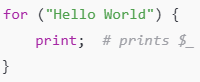 for ("Hello World") {
    print;  # prints $_
}